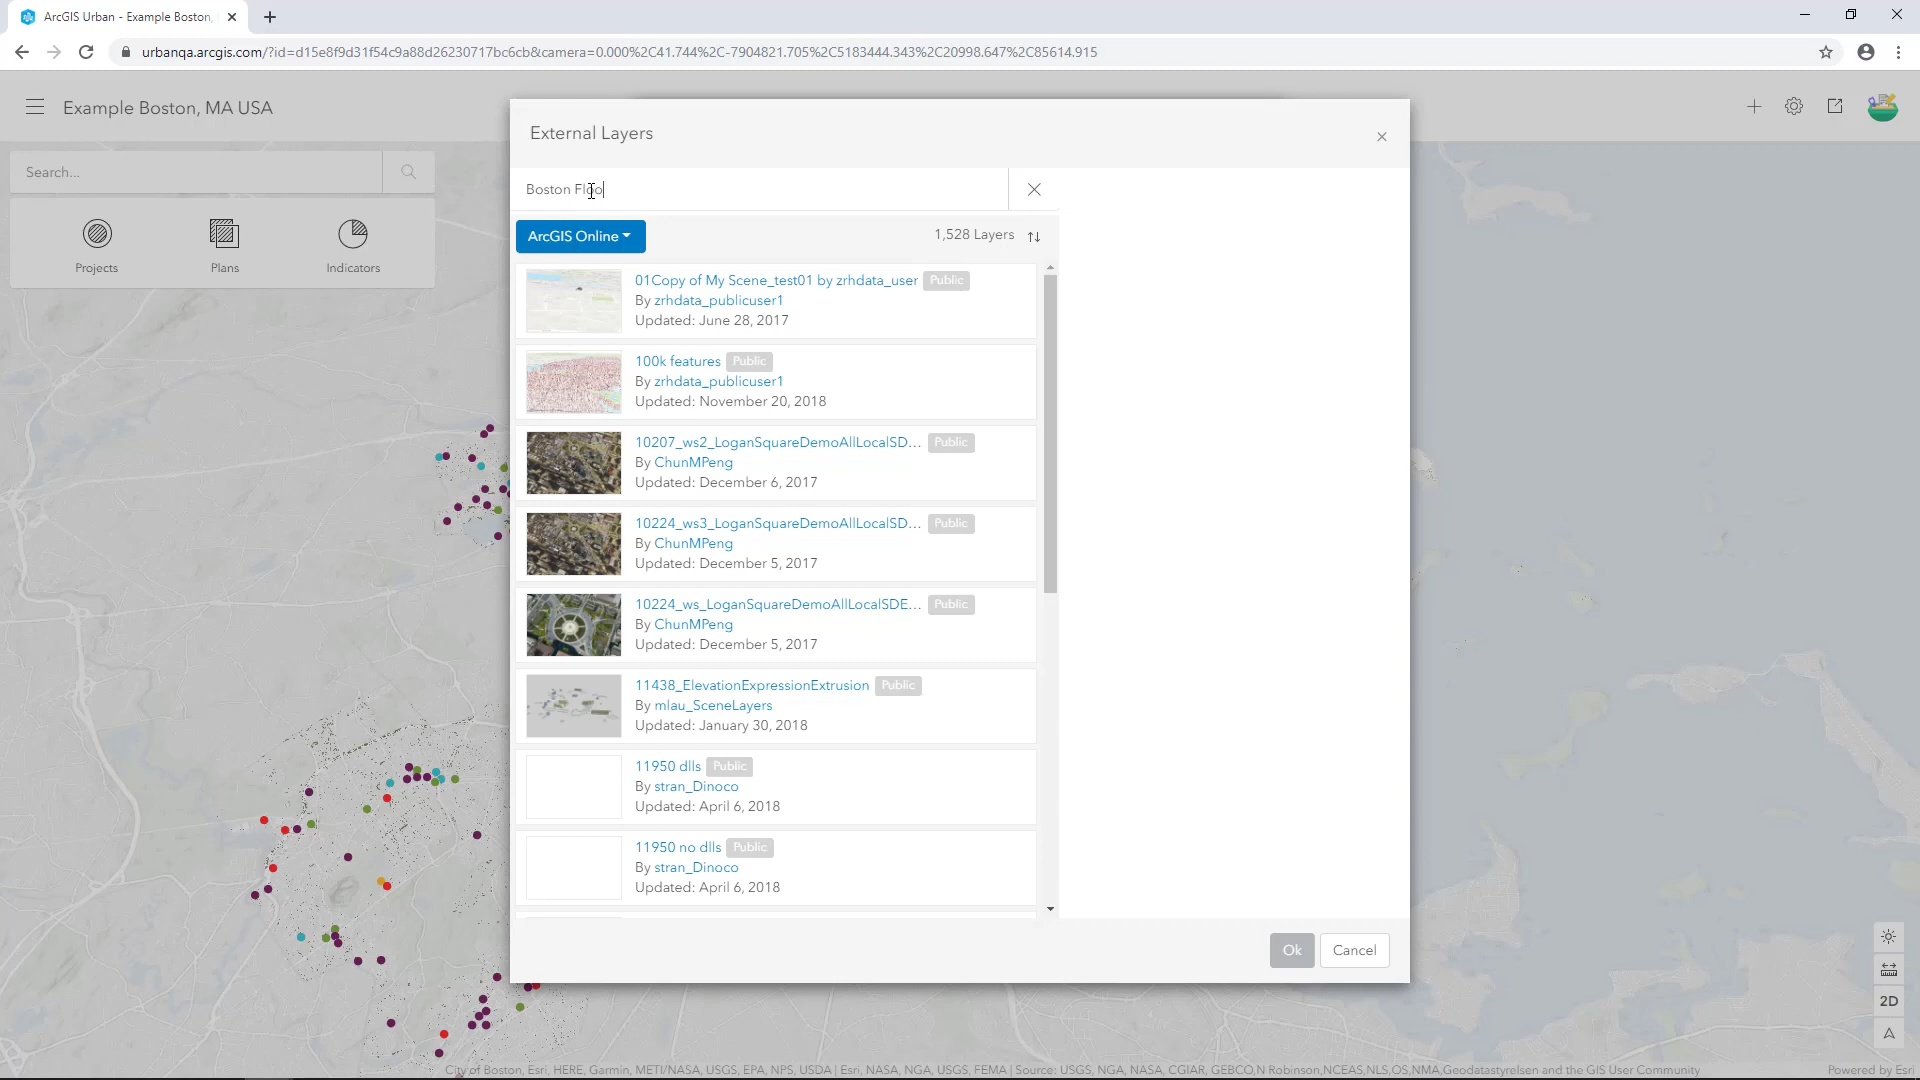 ArcGIS Urban - Example Boston,
urbanqa.arcgis.com/?id=d15e8f9d31f54c9a88d26230717bc6cb&camera=0.000%2C41.744%2C-7904821.705%2C5183444.343%2C20998.647%2C85614.915
Example Boston, MA USA
Search...
Projects
Plans
Indicators
External Layers
Boston Floo
ArcGIS Online
1,528 Layers
01Copy of My Scene_test01 by zrhdata_user Public
By zrhdata_publicuser1
Updated: June 28, 2017
100k features Public
By zrhdata_publicuser1
Updated: November 20, 2018
10207_ws2_LoganSquareDemoAllLocalSD... Public
By ChunMPeng
Updated: December 6, 2017
10224_ws3_LoganSquareDemoAllLocalSD... Public
By ChunMPeng
Updated: December 5, 2017
10224_ws_LoganSquareDemoAllLocalSDE... Public
By ChunMPeng
Updated: December 5, 2017
11438_ElevationExpressionExtrusion Public
By mlau_SceneLayers
Updated: January 30, 2018
11950 dlls Public
By stran_Dinoco
Updated: April 6, 2018
11950 no dlls Public
By stran_Dinoco
Updated: April 6, 2018
Ok
Cancel
2D
City of Boston, Esri, HERE, Garmin, METI/NASA, USGS, EPA, NPS, USDA | Esri, NASA, NGA, USGS, FEMA | Source: USGS, NGA, NASA, CGIAR, GEBCO,N Robinson,NCEAS,NLS,OS,NMA,Geodatastyrelsen and the GIS User Community
Powered by Esri